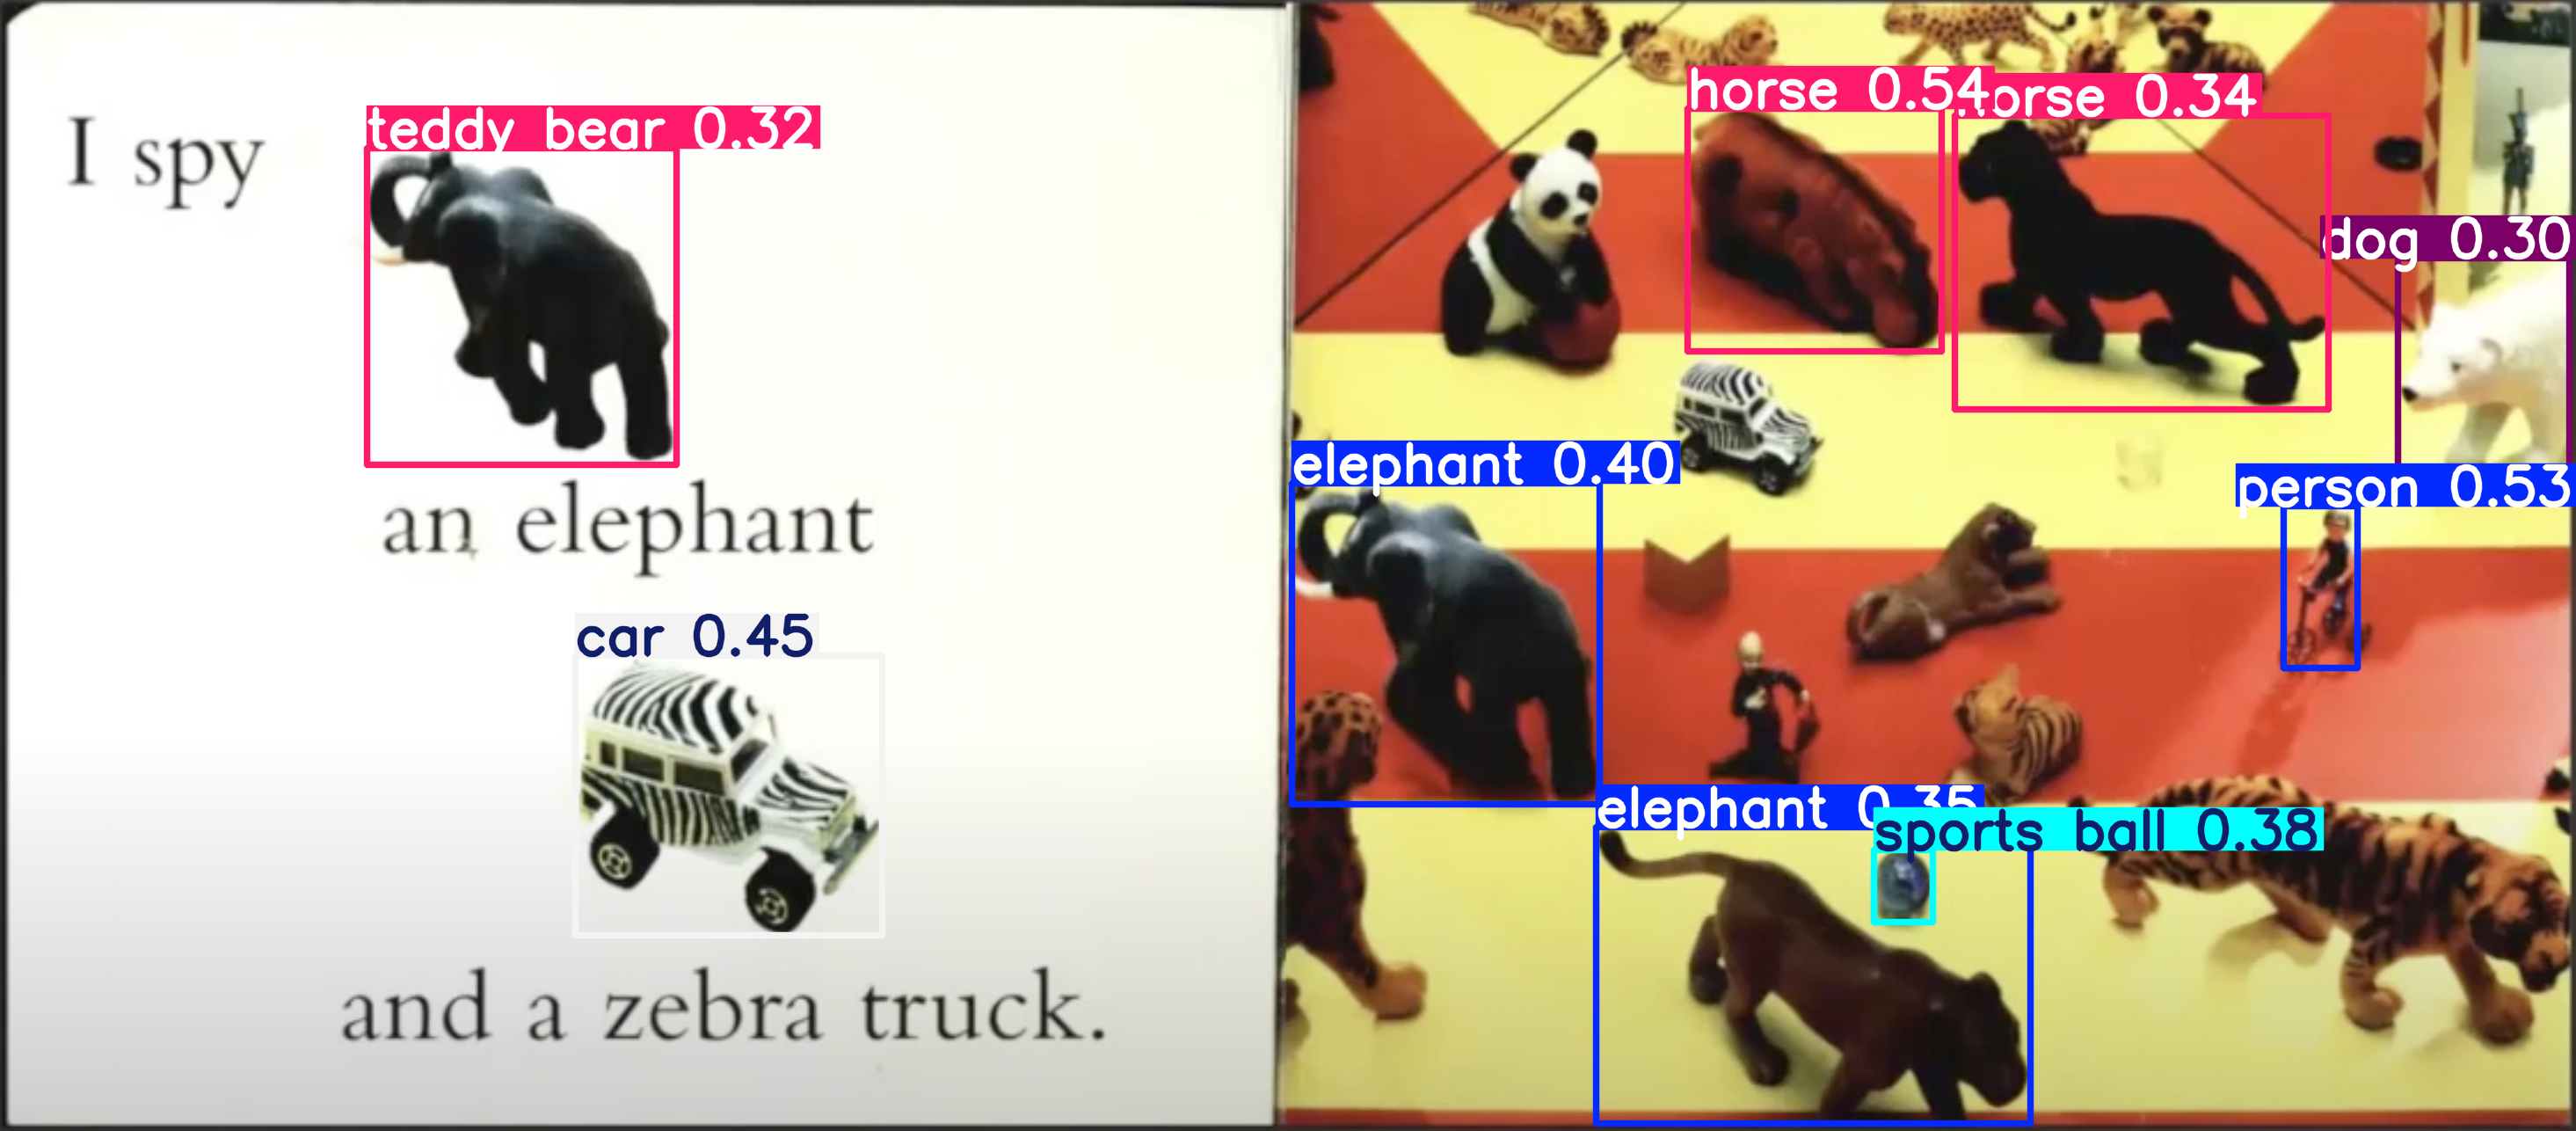 I spy
teddy bear 0.32
an elephant
car 0.45
and a zebra truck.
horse 0.54
orse 0.34
dog 0.30
elephant 0.40
person 0.53
elephant 0.35
sports ball 0.38